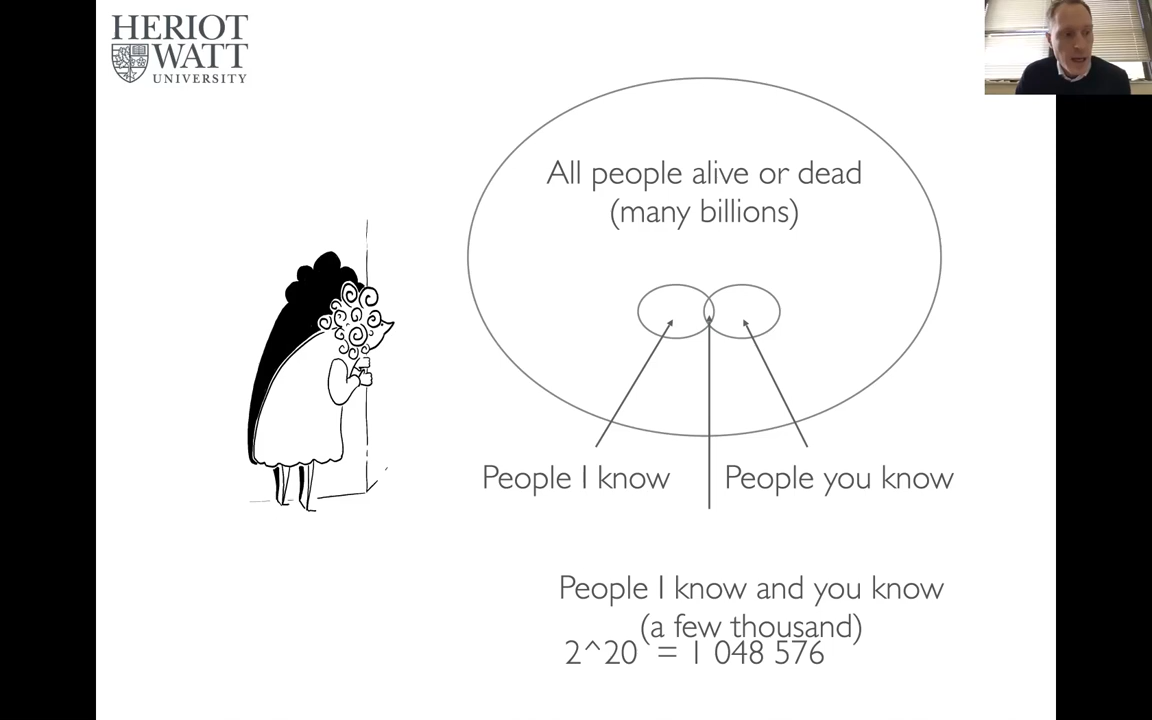 HERIOT
WATT
UNIVERSITY
All people alive or dead
(many billions)
People I know
People you know
People I know and you know
(a few thousand)
2^20 = 1 048 576